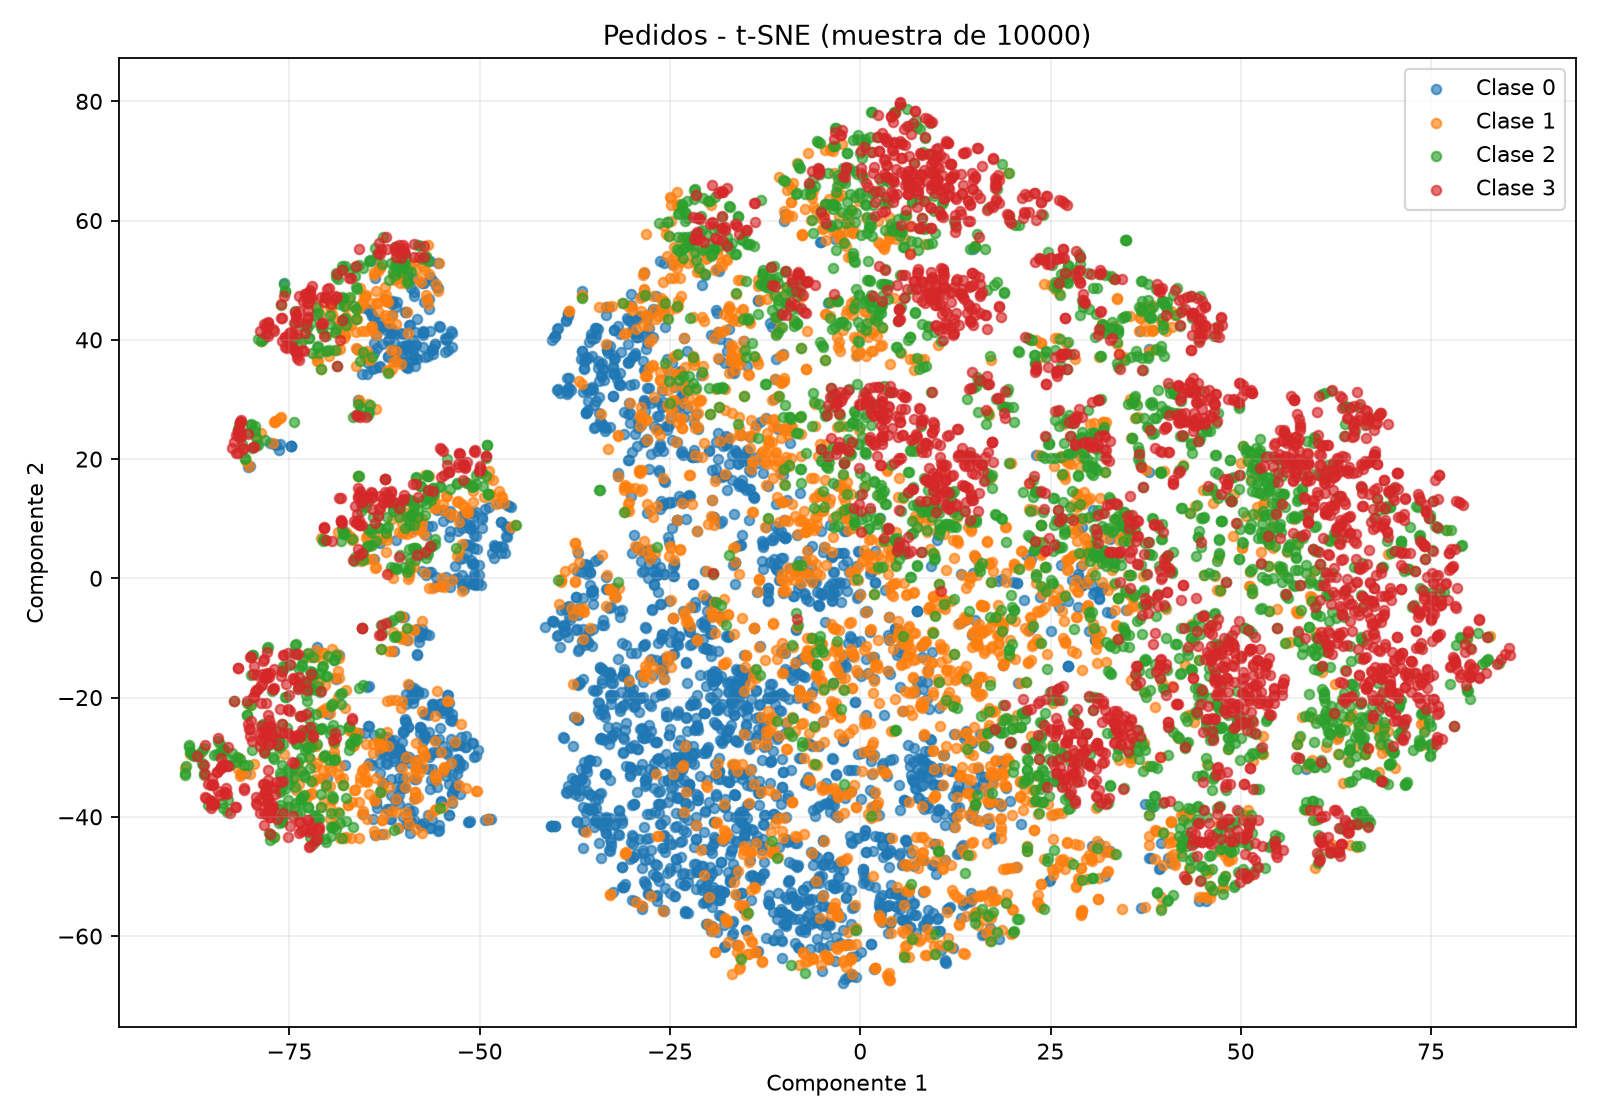 Pedidos - t-SNE (muestra de 10000)
Clase 0
Clase 1
Clase 2
Clase 3
80
60
40
20
0
−20
−40
−60
Componente 2
−75
−50
−25
0
25
50
75
Componente 1